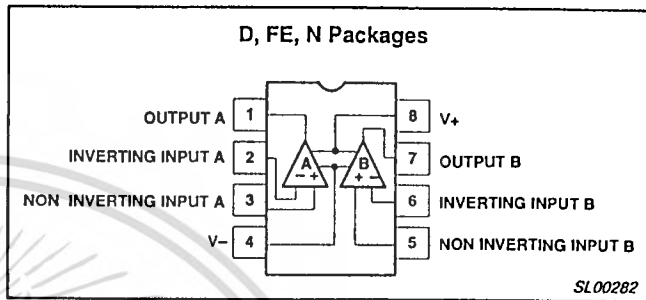 D, FE, N Packages
OUTPUT A 1
8 V+
INVERTING INPUT A 2
7 OUTPUT B
NON INVERTING INPUT A 3
6 INVERTING INPUT B
V– 4
5 NON INVERTING INPUT B
A
– +
B
+ –
SL00282